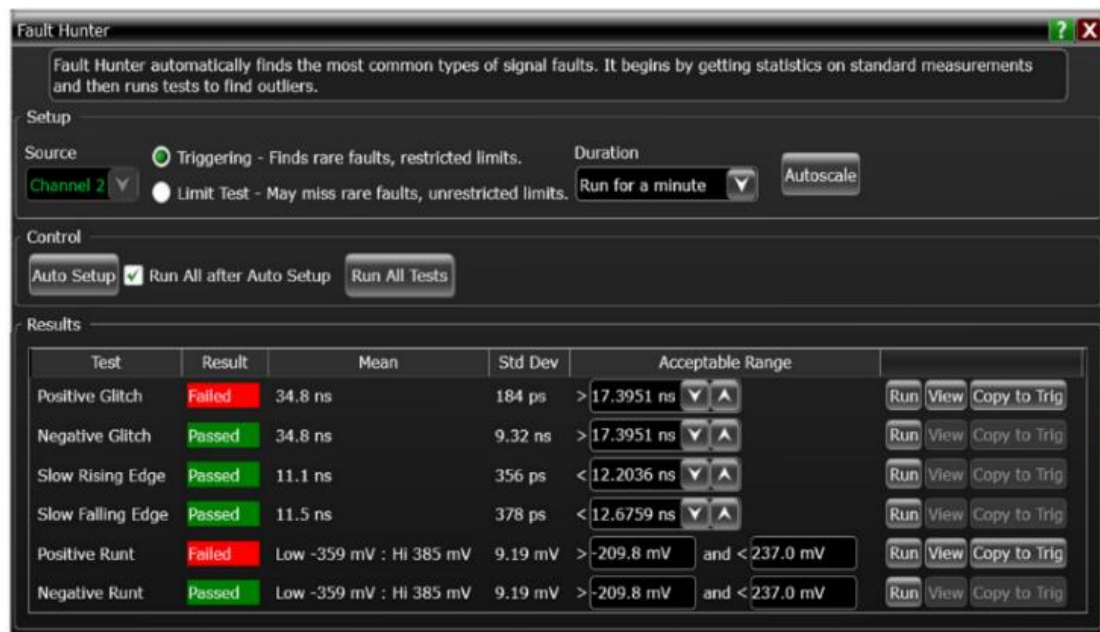 Fault Hunter
? X
Fault Hunter automatically finds the most common types of signal faults. It begins by getting statistics on standard measurements
and then runs tests to find outliers.
Setup
Source
Triggering - Finds rare faults, restricted limits.
Duration
Channel 2
Limit Test - May miss rare faults, unrestricted limits.
Run for a minute
Autoscale
Control
Auto Setup Run All after Auto Setup Run All Tests
Results
Test Result Mean Std Dev Acceptable Range
Positive Glitch Failed 34.8 ns 184 ps > 17.3951 ns Run View Copy to Trig
Negative Glitch Passed 34.8 ns 9.32 ns > 17.3951 ns Run View Copy to Trig
Slow Rising Edge Passed 11.1 ns 356 ps < 12.2036 ns Run View Copy to Trig
Slow Falling Edge Passed 11.5 ns 378 ps < 12.6759 ns Run View Copy to Trig
Positive Runt Failed Low -359 mV : Hi 385 mV 9.19 mV > -209.8 mV and < 237.0 mV Run View Copy to Trig
Negative Runt Passed Low -359 mV : Hi 385 mV 9.19 mV > -209.8 mV and < 237.0 mV Run View Copy to Trig